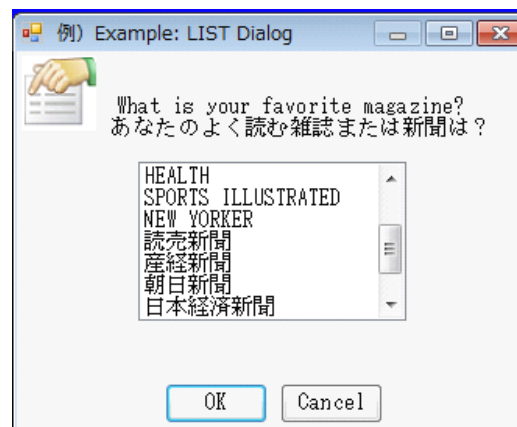 例）Example: LIST Dialog
What is your favorite magazine?
あなたのよく読む雑誌または新聞は？
HEALTH
SPORTS ILLUSTRATED
NEW YORKER
読売新聞
産経新聞
朝日新聞
日本経済新聞
OK
Cancel